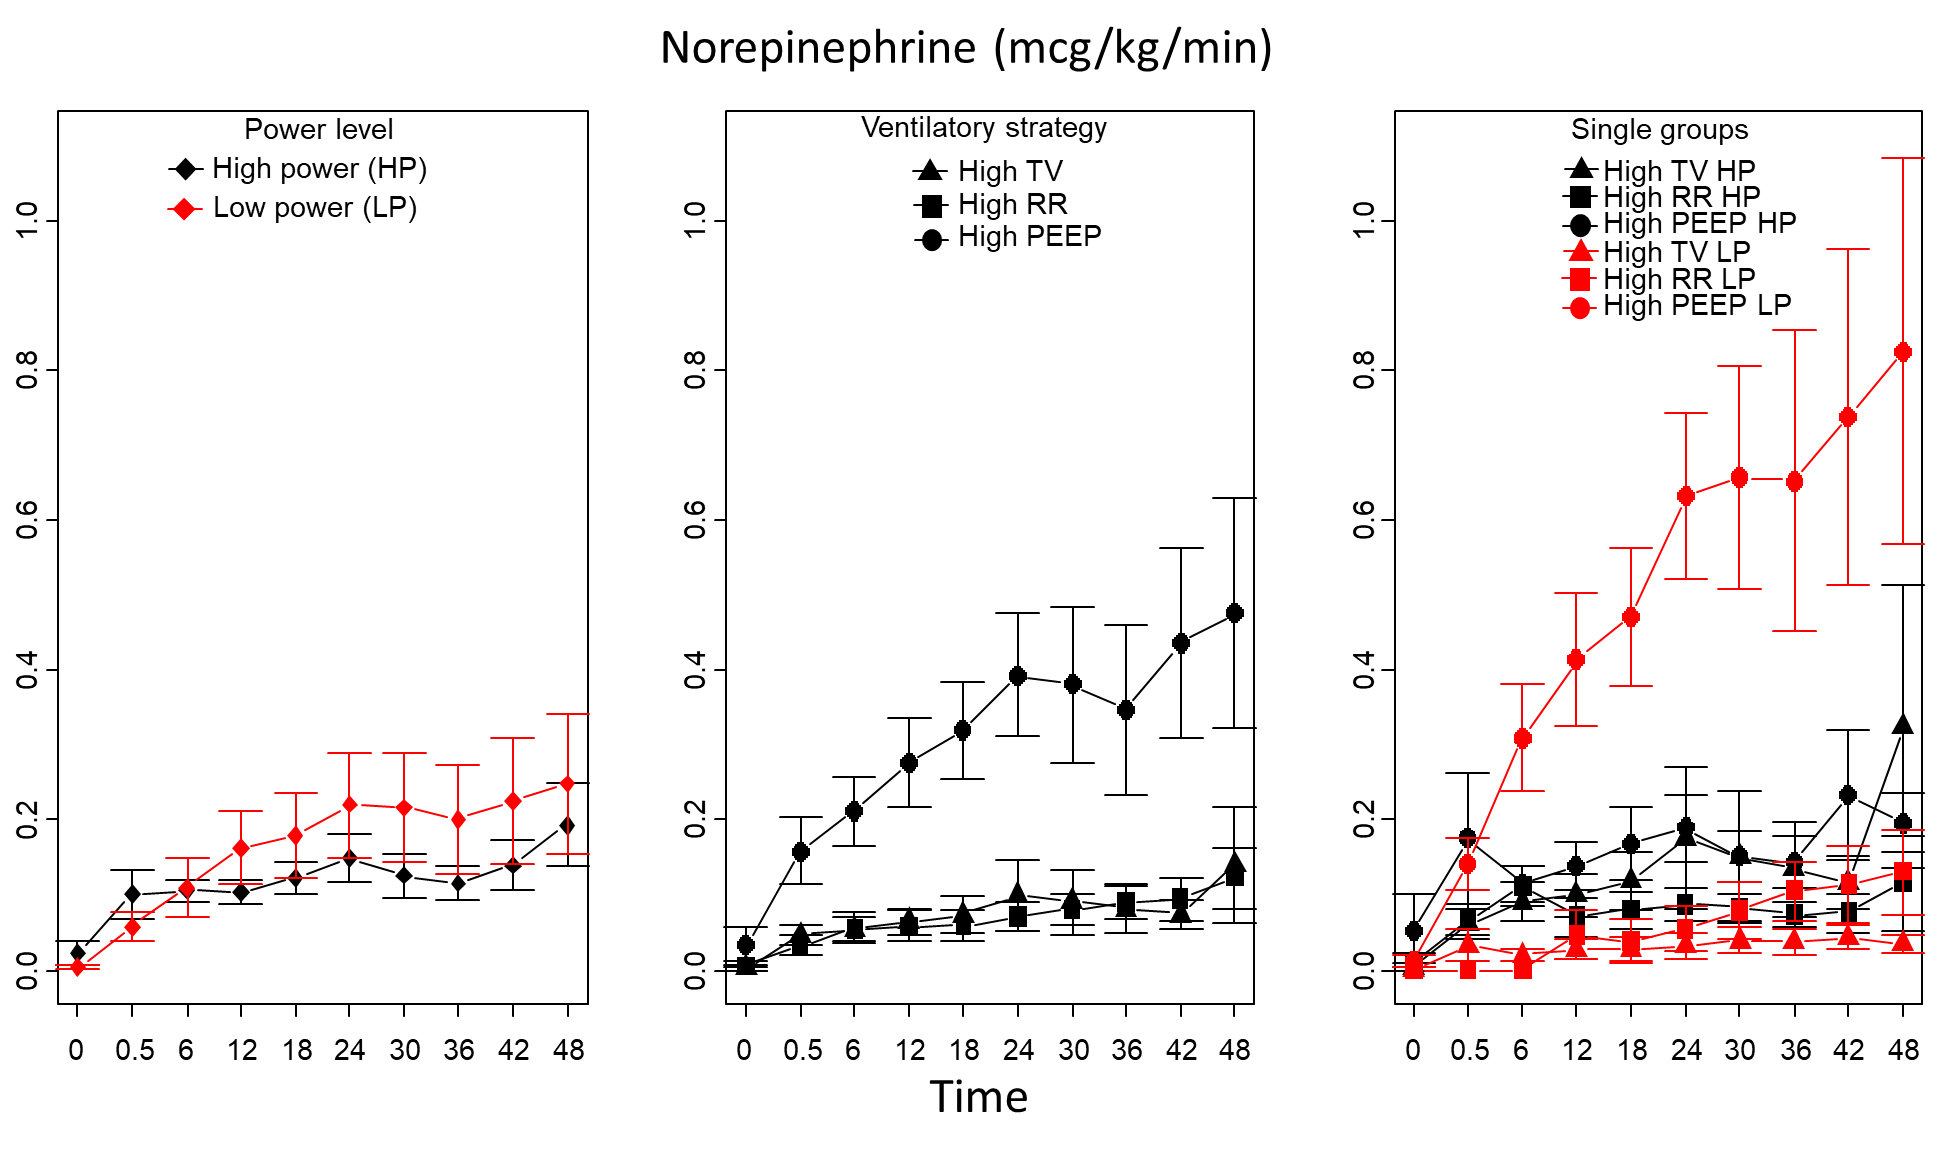 Norepinephrine (mcg/kg/min)
Power level
High power (HP)
Low power (LP)
1.0
0.8
0.6
0.4
0.2
0.0
0 0.5 6 12 18 24 30 36 42 48
Ventilatory strategy
High TV
High RR
High PEEP
1.0
0.8
0.6
0.4
0.2
0.0
0 0.5 6 12 18 24 30 36 42 48
Single groups
High TV HP
High RR HP
High PEEP HP
High TV LP
High RR LP
High PEEP LP
1.0
0.8
0.6
0.4
0.2
0.0
0 0.5 6 12 18 24 30 36 42 48
Time